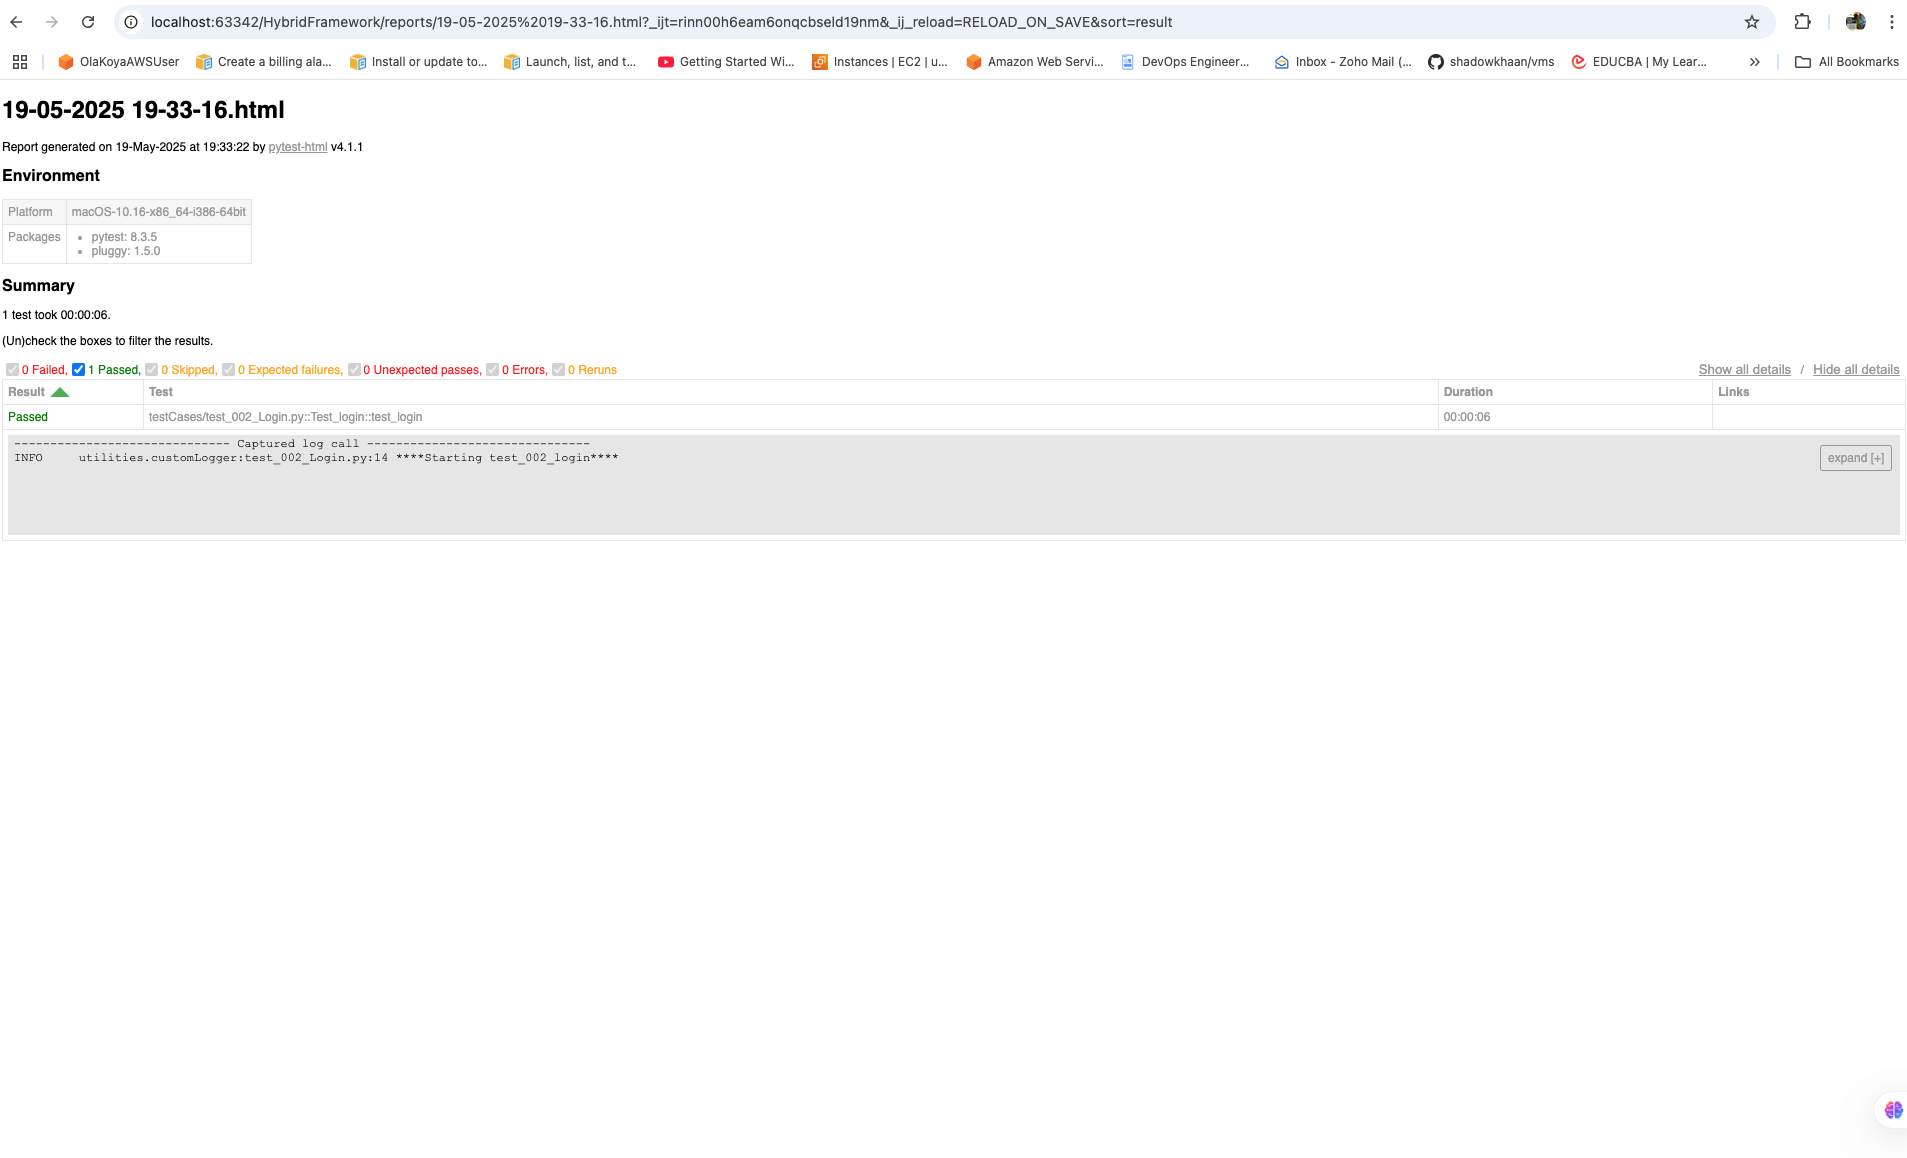 localhost:63342/HybridFramework/reports/19-05-2025%2019-33-16.html?_ijt=rinn00h6eam6onqcbseld19nm&_ij_reload=RELOAD_ON_SAVE&sort=result
OlaKoyaAWSUser Create a billing ala... Install or update to... Launch, list, and t... Getting Started Wi... Instances | EC2 | u... Amazon Web Servi... DevOps Engineer... Inbox - Zoho Mail (... shadowkhaan/vms EDUCBA | My Lear... » All Bookmarks
19-05-2025 19-33-16.html
Report generated on 19-May-2025 at 19:33:22 by pytest-html v4.1.1
Environment
Platform macOS-10.16-x86_64-i386-64bit
Packages • pytest: 8.3.5
• pluggy: 1.5.0
Summary
1 test took 00:00:06.
(Un)check the boxes to filter the results.
0 Failed, 1 Passed, 0 Skipped, 0 Expected failures, 0 Unexpected passes, 0 Errors, 0 Reruns Show all details / Hide all details
Result Test Duration Links
Passed testCases/test_002_Login.py::Test_login::test_login 00:00:06
------------------------------ Captured log call -------------------------------
INFO     utilities.customLogger:test_002_Login.py:14 ****Starting test_002_login****
expand [+]